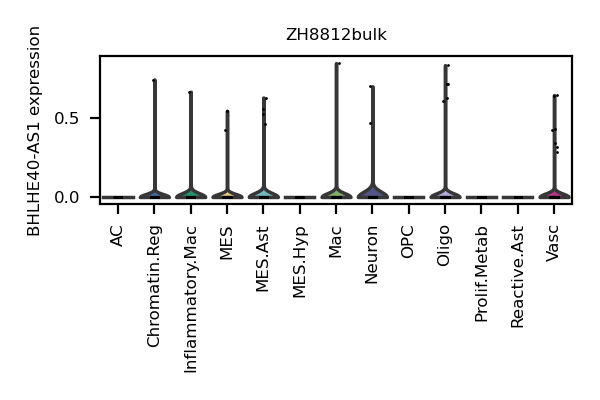 ZH8812bulk
BHLHE40-AS1 expression
0.5
0.0
AC
Chromatin.Reg
Inflammatory.Mac
MES
MES.Ast
MES.Hyp
Mac
Neuron
OPC
Oligo
Prolif.Metab
Reactive.Ast
Vasc